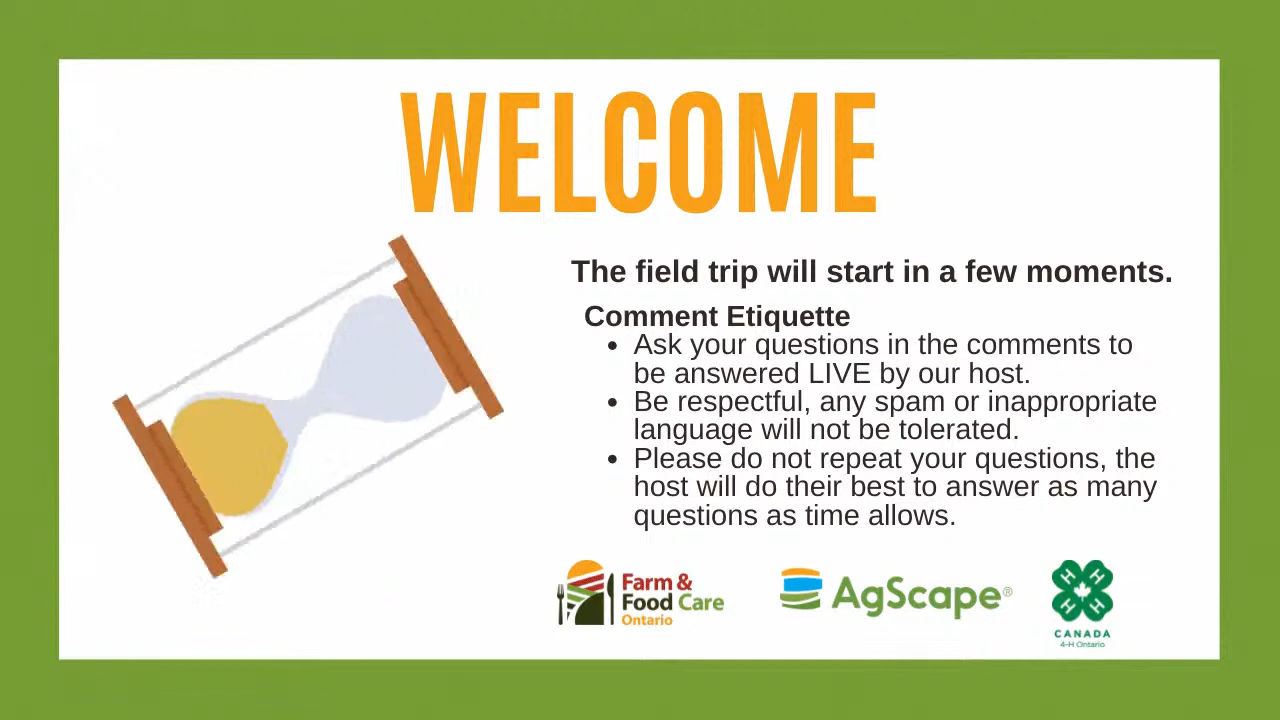 WELCOME
The field trip will start in a few moments.
Comment Etiquette
• Ask your questions in the comments to
be answered LIVE by our host.
• Be respectful, any spam or inappropriate
language will not be tolerated.
• Please do not repeat your questions, the
host will do their best to answer as many
questions as time allows.
Farm &
Food Care
Ontario
AgScape®
H H
H H
CANADA
4-H Ontario